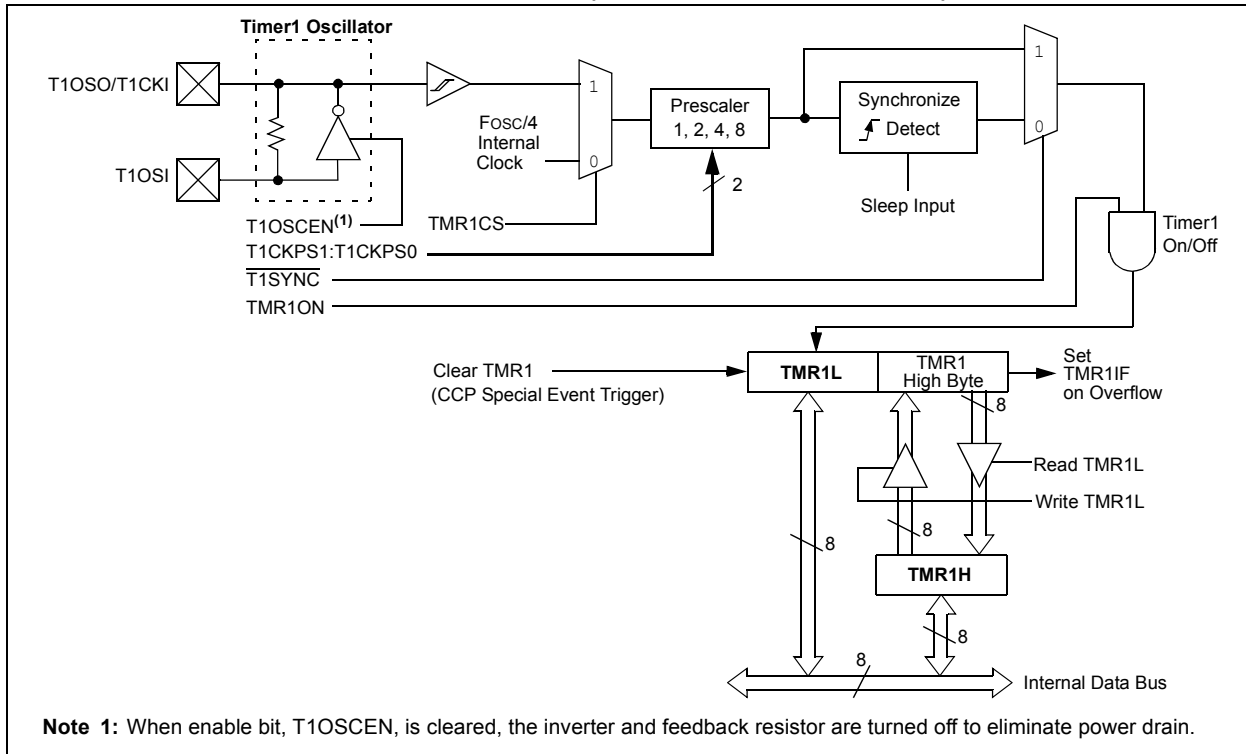 Timer1 Oscillator
T1OSO/T1CKI
T1OSI
1
FOSC/4
Internal
Clock
0
Prescaler
1, 2, 4, 8
2
Synchronize
Detect
Sleep Input
1
0
T1OSCEN(1)
TMR1CS
T1CKPS1:T1CKPS0
T1SYNC
TMR1ON
Timer1
On/Off
Clear TMR1
(CCP Special Event Trigger)
TMR1L
TMR1
High Byte
Set
TMR1IF
on Overflow
8
Read TMR1L
Write TMR1L
8
8
TMR1H
8
8
Internal Data Bus
Note 1: When enable bit, T1OSCEN, is cleared, the inverter and feedback resistor are turned off to eliminate power drain.